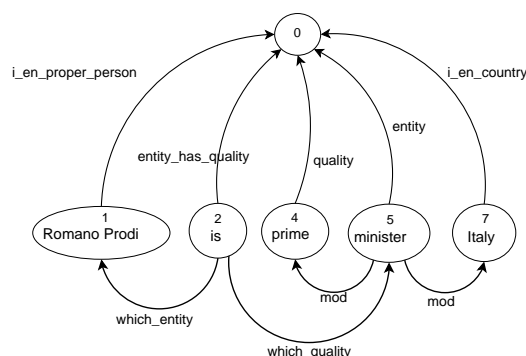 0
i_en_proper_person
i_en_country
entity
entity_has_quality
quality
1
Romano Prodi
2
is
4
prime
5
minister
7
Italy
mod
mod
which_entity
which_quality